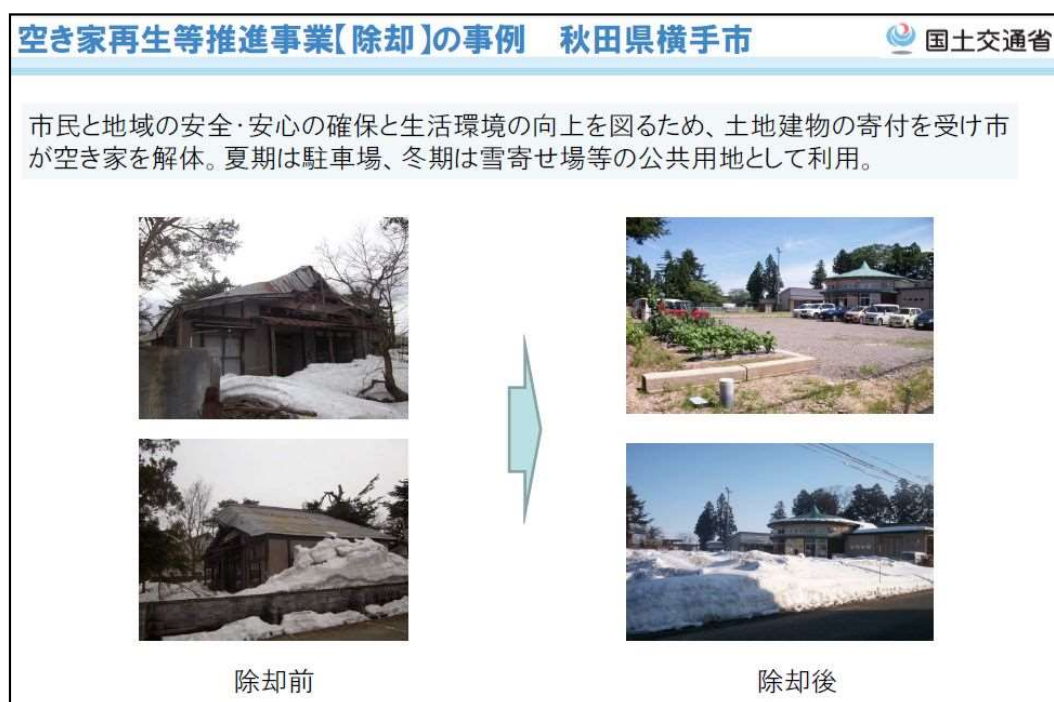 空き家再生等推進事業【除却】の事例　秋田県横手市
国土交通省
市民と地域の安全・安心の確保と生活環境の向上を図るため、土地建物の寄付を受け市
が空き家を解体。夏期は駐車場、冬期は雪寄せ場等の公共用地として利用。
除却前
除却後